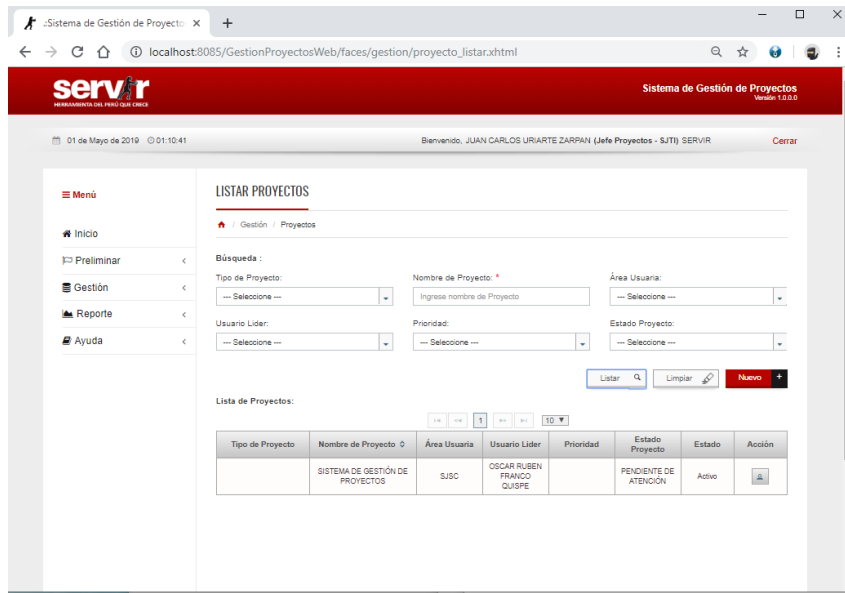 .:Sistema de Gestión de Proyecto
localhost:8085/GestionProyectosWeb/faces/gestion/proyecto_listar.xhtml
servir
HERRAMIENTA DEL PERÚ QUE CRECE
Sistema de Gestión de Proyectos
Versión 1.0.0.0
01 de Mayo de 2019 01:10:41
Bienvenido, JUAN CARLOS URIARTE ZARPAN (Jefe Proyectos - SJTI) SERVIR
Cerrar
Menú
LISTAR PROYECTOS
/ Gestión / Proyectos
Inicio
Preliminar
Gestión
Reporte
Ayuda
Búsqueda :
Tipo de Proyecto: Nombre de Proyecto: * Área Usuaria:
--- Seleccione --- Ingrese nombre de Proyecto --- Seleccione ---
Usuario Lider: Prioridad: Estado Proyecto:
--- Seleccione --- --- Seleccione --- --- Seleccione ---
Listar Limpiar Nuevo +
Lista de Proyectos:
1 10
Tipo de Proyecto Nombre de Proyecto Área Usuaria Usuario Lider Prioridad Estado Proyecto Estado Acción
SISTEMA DE GESTIÓN DE PROYECTOS SJSC OSCAR RUBEN FRANCO QUISPE PENDIENTE DE ATENCIÓN Activo